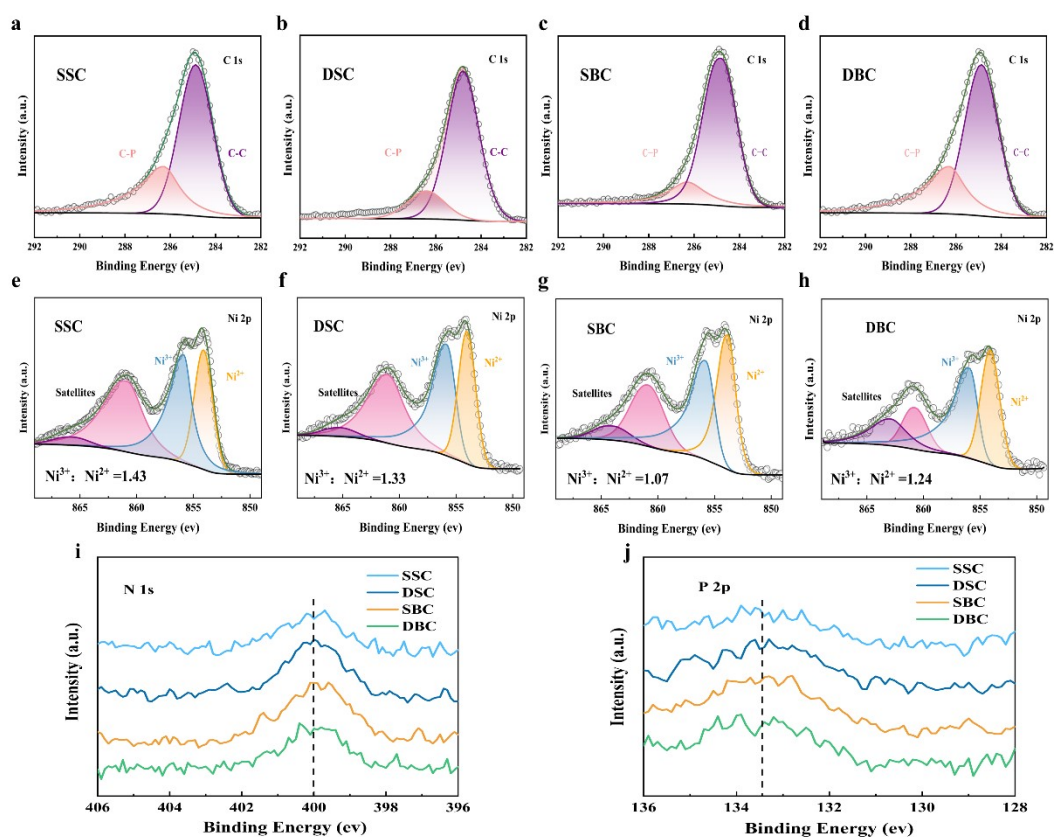 a
SSC
C 1s
C-P
C-C
Intensity (a.u.)
292 290 288 286 284 282
Binding Energy (ev)
b
DSC
C 1s
C-P
C-C
Intensity (a.u.)
292 290 288 286 284 282
Binding Energy (ev)
c
SBC
C 1s
C-P
C-C
Intensity (a.u.)
292 290 288 286 284 282
Binding Energy (ev)
d
DBC
C 1s
C-P
C-C
Intensity (a.u.)
292 290 288 286 284 282
Binding Energy (ev)
e
SSC
Ni 2p
Ni³⁺
Ni²⁺
Satellites
Ni³⁺: Ni²⁺ =1.43
Intensity (a.u.)
865 860 855 850
Binding Energy (ev)
f
DSC
Ni 2p
Ni³⁺
Ni²⁺
Satellites
Ni³⁺: Ni²⁺ =1.33
Intensity (a.u.)
865 860 855 850
Binding Energy (ev)
g
SBC
Ni 2p
Ni³⁺
Ni²⁺
Satellites
Ni³⁺: Ni²⁺ =1.07
Intensity (a.u.)
865 860 855 850
Binding Energy (ev)
h
DBC
Ni 2p
Ni³⁺
Ni²⁺
Satellites
Ni³⁺: Ni²⁺ =1.24
Intensity (a.u.)
865 860 855 850
Binding Energy (ev)
i
N 1s
SSC
DSC
SBC
DBC
Intensity (a.u.)
406 404 402 400 398 396
Binding Energy (ev)
j
P 2p
SSC
DSC
SBC
DBC
Intensity (a.u.)
136 134 132 130 128
Binding Energy (ev)